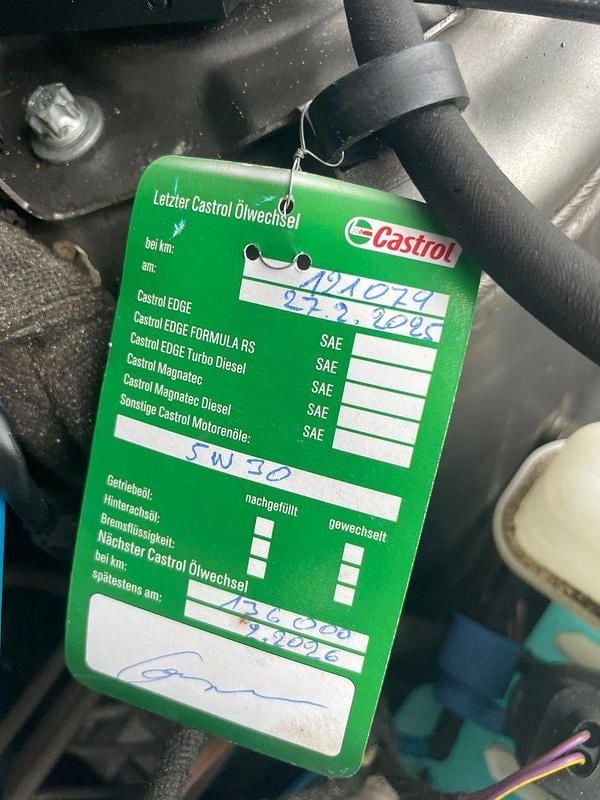 Letzter Castrol Ölwechsel
Castrol
bei km: 121079
am: 27.2.2025
Castrol EDGE SAE
Castrol EDGE FORMULA RS SAE
Castrol EDGE Turbo Diesel SAE
Castrol Magnatec SAE
Castrol Magnatec Diesel SAE
Sonstige Castrol Motorenöle:
5W30
nachgefüllt gewechselt
Getriebeöl:
Hinterachsöl:
Bremsflüssigkeit:
Nächster Castrol Ölwechsel
bei km: 136000
spätestens am: 2.2026